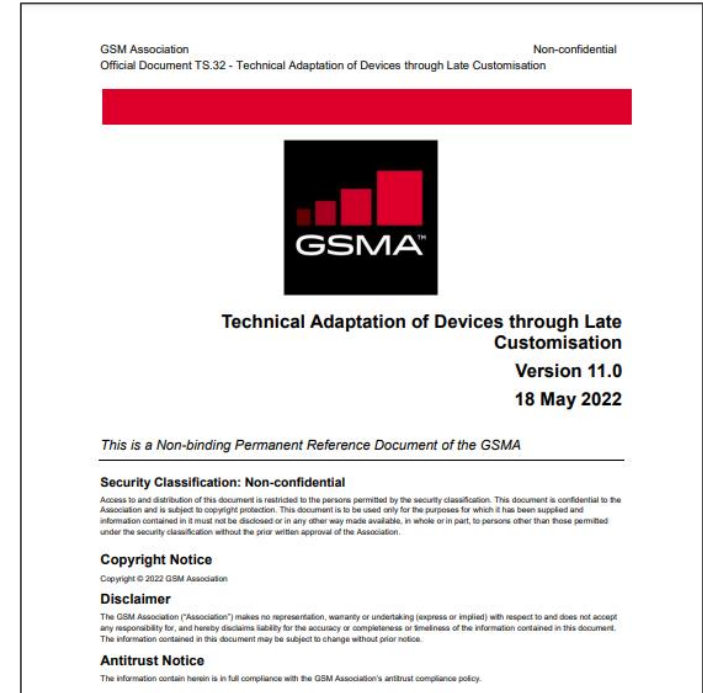 GSM Association Non-confidential
Official Document TS.32 - Technical Adaptation of Devices through Late Customisation
GSMA™
Technical Adaptation of Devices through Late
Customisation
Version 11.0
18 May 2022
This is a Non-binding Permanent Reference Document of the GSMA
Security Classification: Non-confidential
Access to and distribution of this document is restricted to the persons permitted by the security classification. This document is confidential to the
Association and is subject to copyright protection. This document is to be used only for the purposes for which it has been supplied and
information contained in it must not be disclosed or in any other way made available, in whole or in part, to persons other than those permitted
under the security classification without the prior written approval of the Association.
Copyright Notice
Copyright © 2022 GSM Association
Disclaimer
The GSM Association ("Association") makes no representation, warranty or undertaking (express or implied) with respect to and does not accept
any responsibility for, and hereby disclaims liability for the accuracy or completeness or timeliness of the information contained in this document.
The information contained in this document may be subject to change without prior notice.
Antitrust Notice
The information contain herein is in full compliance with the GSM Association's antitrust compliance policy.